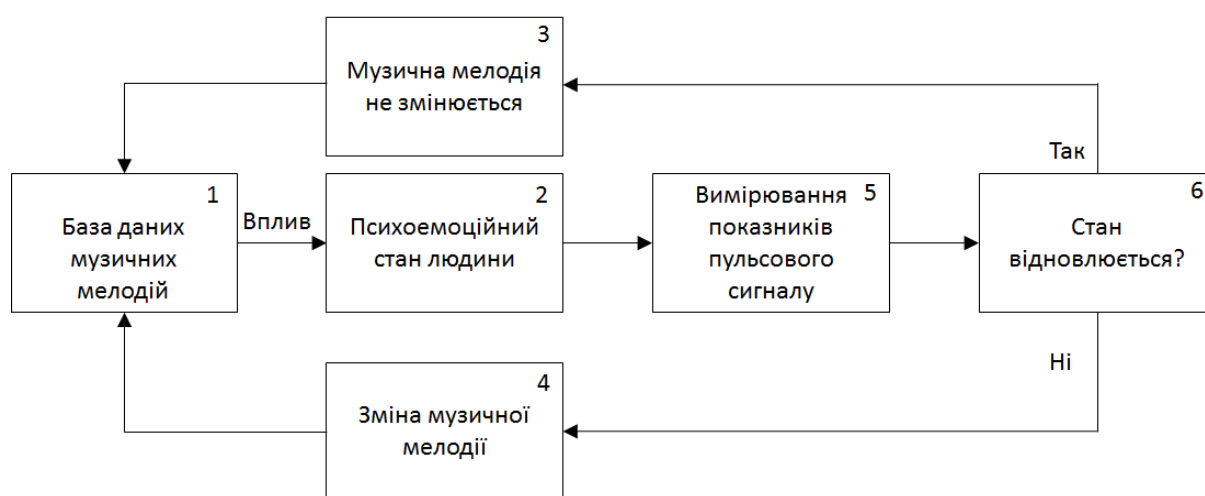 3
Музична мелодія
не змінюється
Так
1
База даних
музичних
мелодій
Вплив
2
Психоемоційний
стан людини
5
Вимірювання
показників
пульсового
сигналу
6
Стан
відновлюється?
Ні
4
Зміна музичної
мелодії